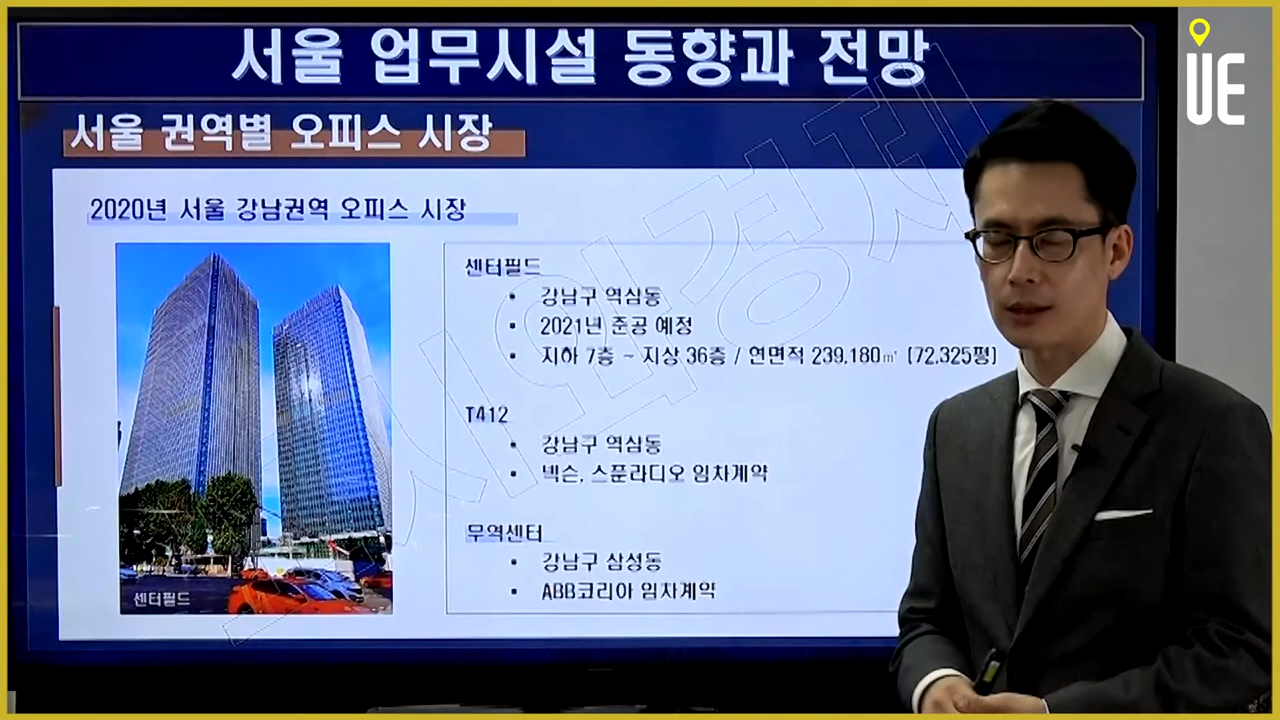 서울 업무시설 동향과 전망
UE
서울 권역별 오피스 시장
2020년 서울 강남권역 오피스 시장
센터필드
• 강남구 역삼동
• 2021년 준공 예정
• 지하 7층 ~ 지상 36층 / 연면적 239,180㎡ (72,325평)
T412
• 강남구 역삼동
• 넥슨, 스푼라디오 임차계약
무역센터
• 강남구 삼성동
• ABB코리아 임차계약
센터필드
도시와경제